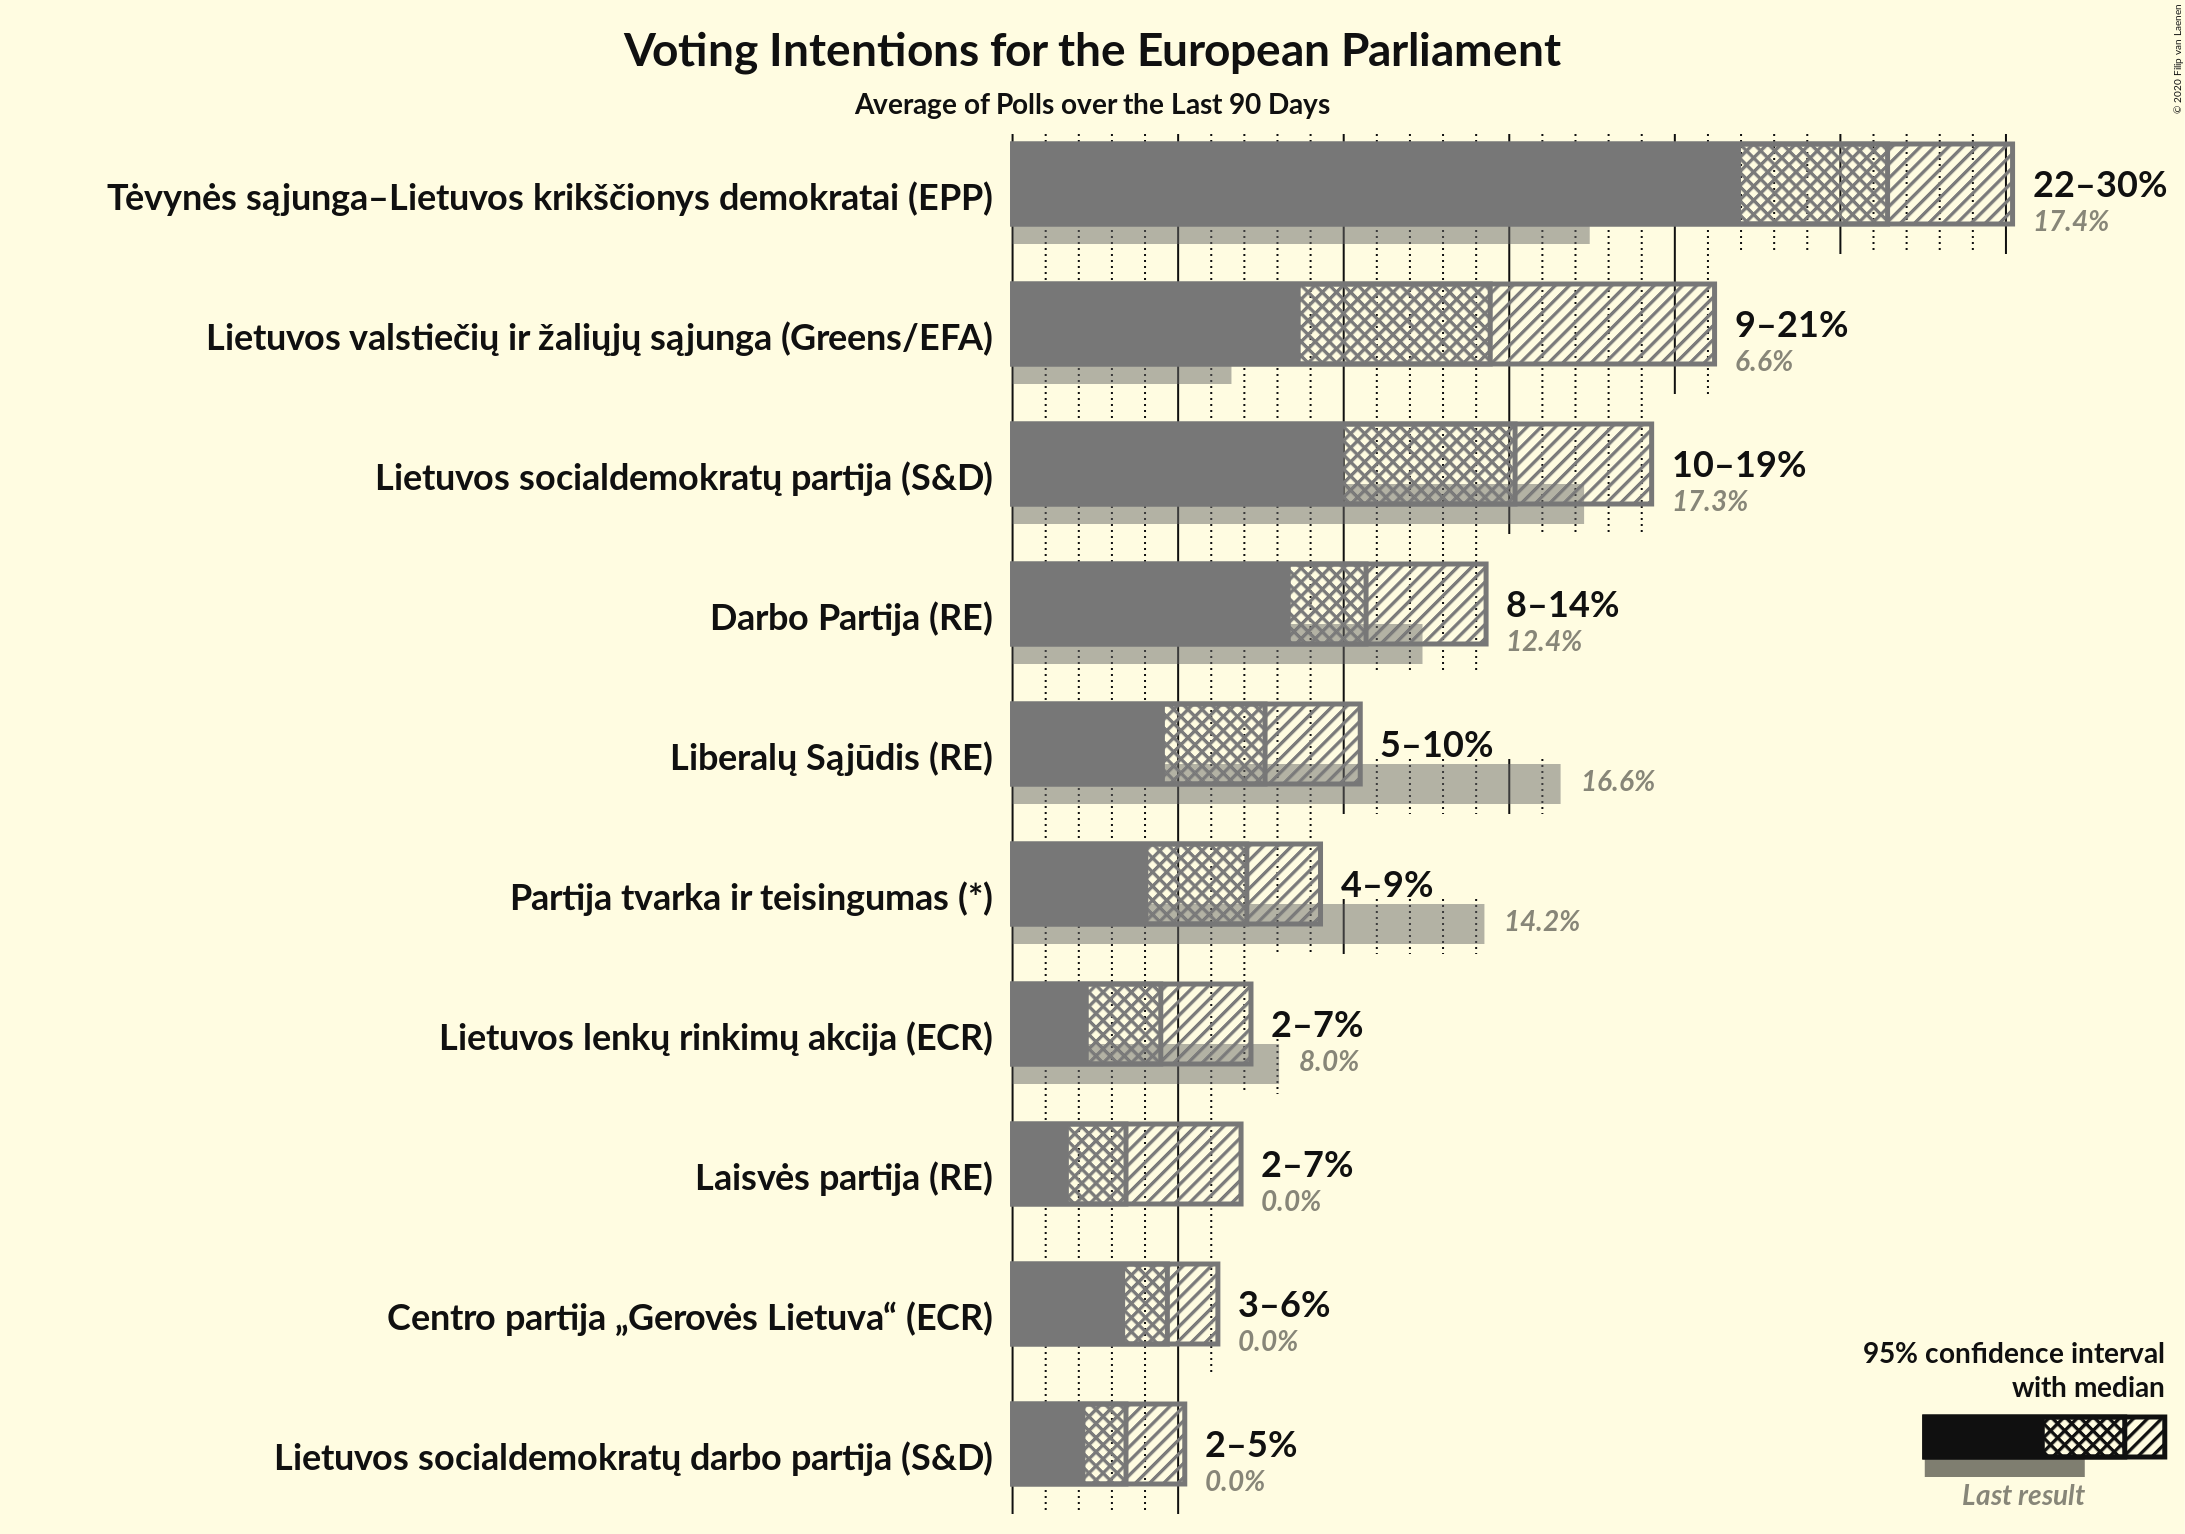 Voting Intentions for the European Parliament
Average of Polls over the Last 90 Days
© 2020 Filip van Laenen
Tėvynės sąjunga–Lietuvos krikščionys demokratai (EPP)
22–30%
17.4%
Lietuvos valstiečių ir žaliųjų sąjunga (Greens/EFA)
9–21%
6.6%
Lietuvos socialdemokratų partija (S&D)
10–19%
17.3%
Darbo Partija (RE)
8–14%
12.4%
Liberalų Sąjūdis (RE)
5–10%
16.6%
Partija tvarka ir teisingumas (*)
4–9%
14.2%
Lietuvos lenkų rinkimų akcija (ECR)
2–7%
8.0%
Laisvės partija (RE)
2–7%
0.0%
Centro partija „Gerovės Lietuva“ (ECR)
3–6%
0.0%
Lietuvos socialdemokratų darbo partija (S&D)
2–5%
0.0%
95% confidence interval
with median
Last result